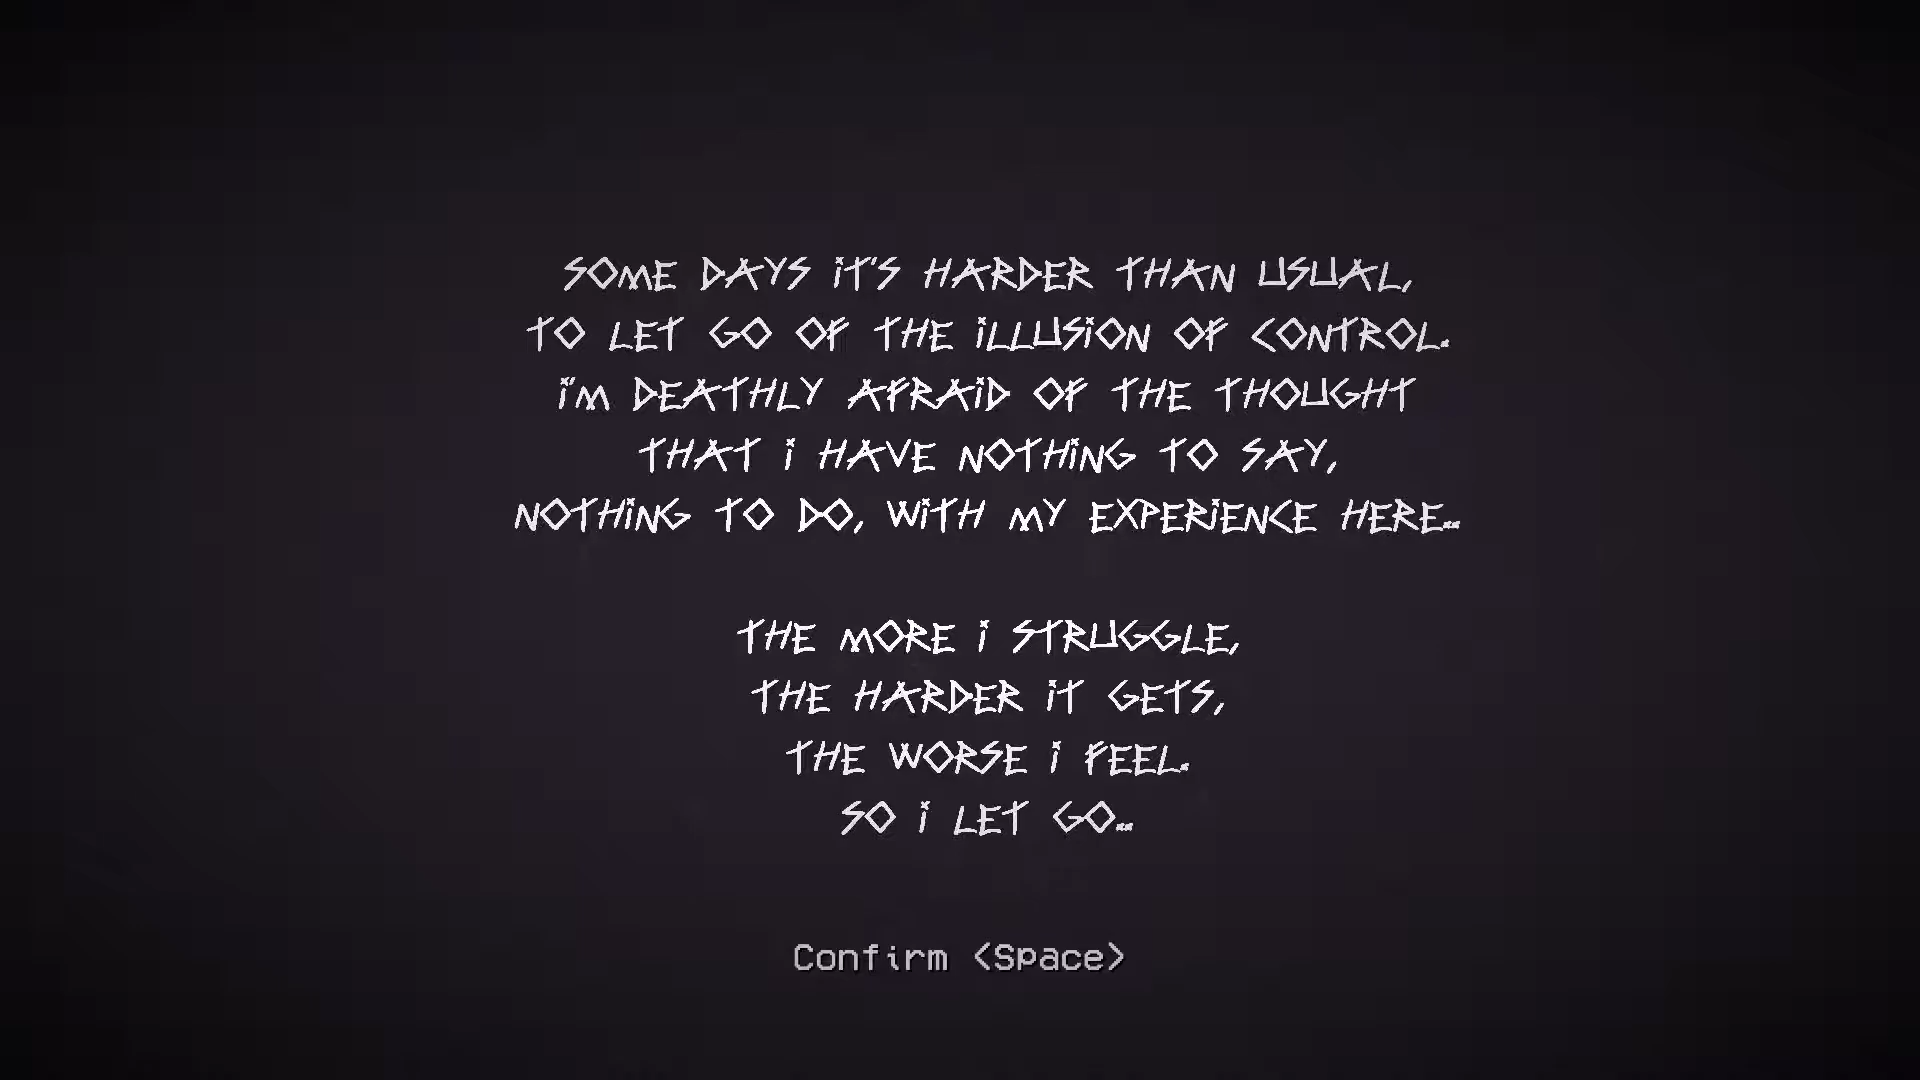 SOME DAYS iT'S HARDER THAN USUAL,
TO LET GO OF THE iLLUSiON OF CONTROL.
i'M DEATHLY AFRAiD OF THE THOUGHT
THAT i HAVE NOTHiNG TO SAY,
NOTHiNG TO DO, WiTH MY EXPERiENCE HERE..
THE MORE i STRUGGLE,
THE HARDER iT GETS,
THE WORSE i FEEL.
SO i LET GO..
Confirm <Space>